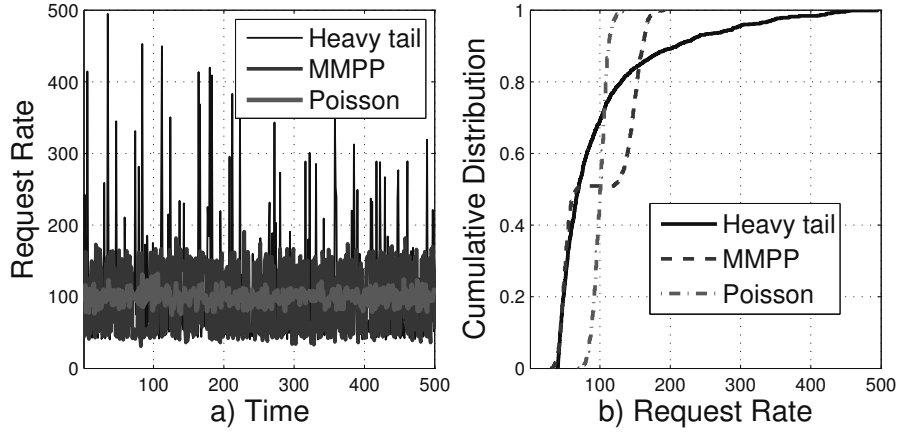 Request Rate
500
400
300
200
100
0
Heavy tail
MMPP
Poisson
100 200 300 400 500
a) Time
Cumulative Distribution
1
0.8
0.6
0.4
0.2
0
Heavy tail
MMPP
Poisson
100 200 300 400 500
b) Request Rate